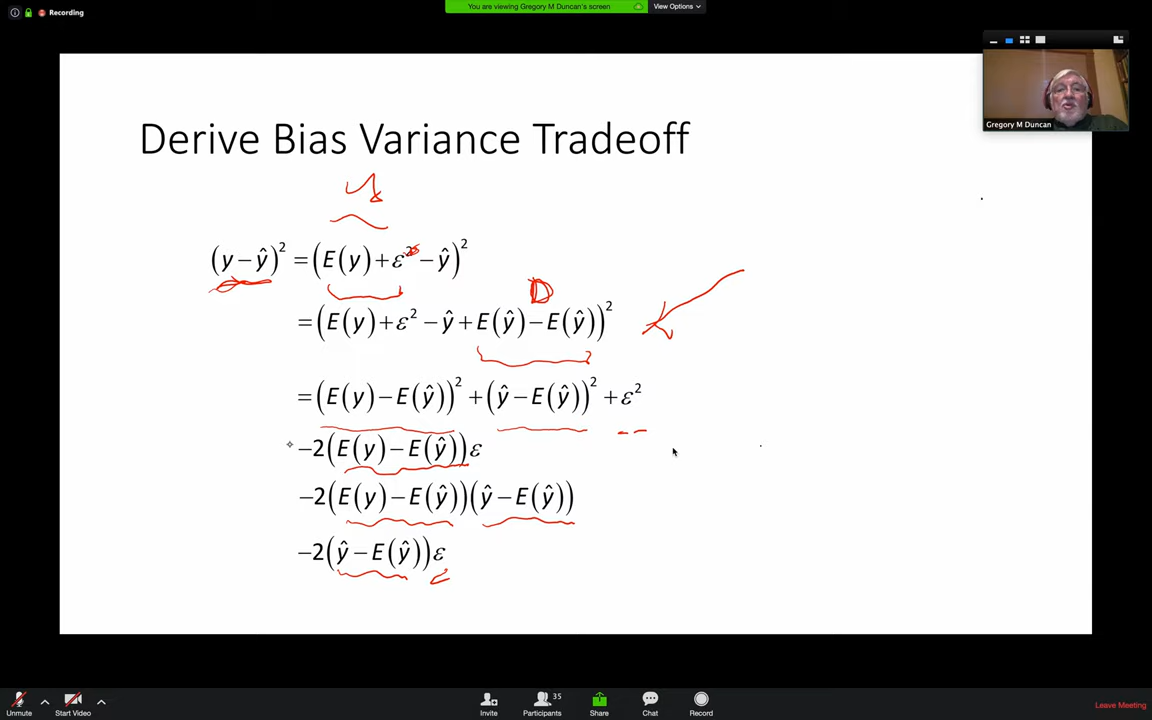 Recording
You are viewing Gregory M Duncan's screen
View Options
Gregory M Duncan
Derive Bias Variance Tradeoff
(y − ŷ)² = (E(y) + ε² − ŷ)²
D
= (E(y) + ε² − ŷ + E(ŷ) − E(ŷ))²
= (E(y) − E(ŷ))² + (ŷ − E(ŷ))² + ε²
−2(E(y) − E(ŷ))ε
−2(E(y) − E(ŷ))(ŷ − E(ŷ))
−2(ŷ − E(ŷ))ε
Unmute
Start Video
Invite
Participants
35
Share
Chat
Record
Leave Meeting